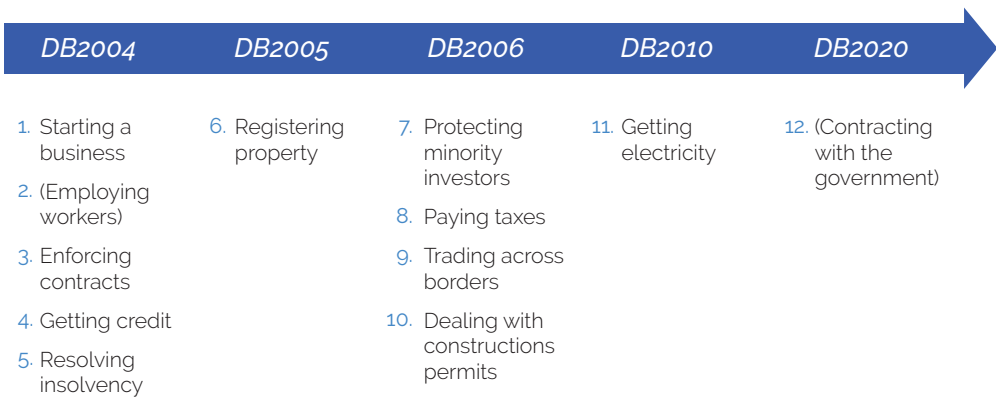 DB2004 DB2005 DB2006 DB2010 DB2020
1. Starting a
business
2. (Employing
workers)
3. Enforcing
contracts
4. Getting credit
5. Resolving
insolvency
6. Registering
property
7. Protecting
minority
investors
8. Paying taxes
9. Trading across
borders
10. Dealing with
constructions
permits
11. Getting
electricity
12. (Contracting
with the
government)